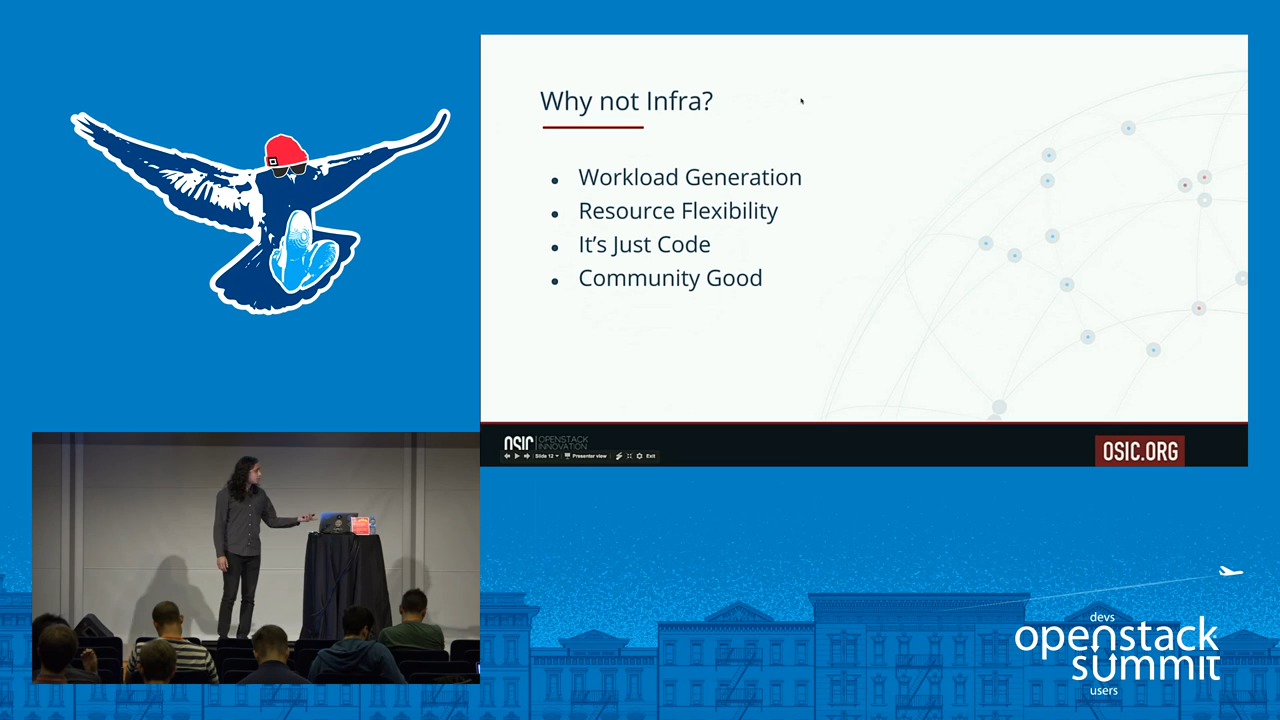 Why not Infra?
Workload Generation
Resource Flexibility
It's Just Code
Community Good
OSIC OPENSTACK
INNOVATION
Slide 12
Presenter view
Exit
OSIC.ORG
devs
openstack
summit
users